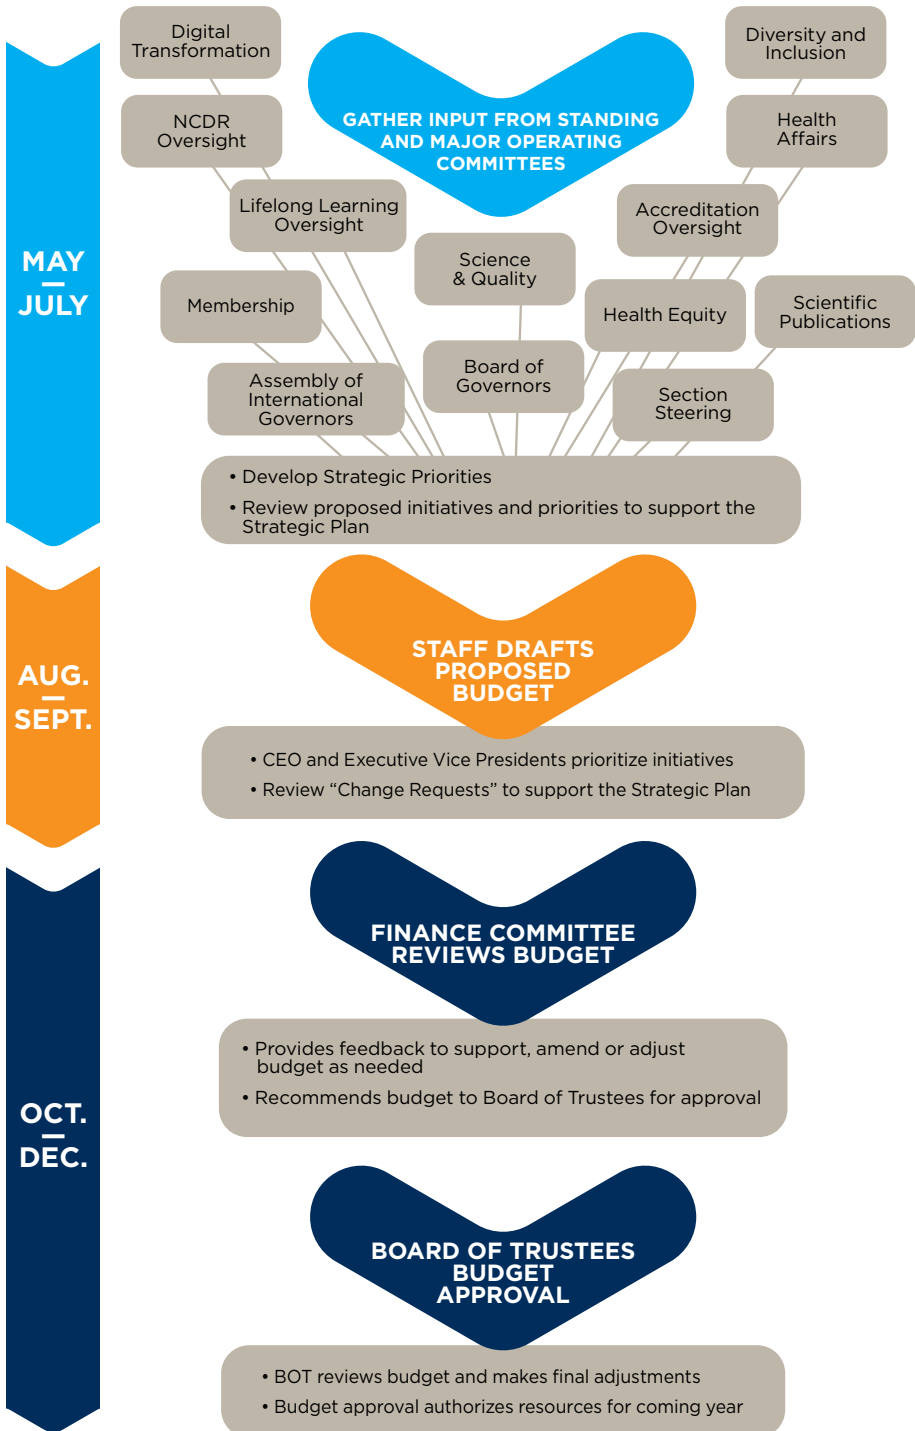 Digital
Transformation
Diversity and
Inclusion
GATHER INPUT FROM STANDING
AND MAJOR OPERATING
COMMITTEES
NCDR
Oversight
Health
Affairs
Lifelong Learning
Oversight
Accreditation
Oversight
Science
& Quality
MAY
—
JULY
Membership
Health Equity
Scientific
Publications
Assembly of
International
Governors
Board of
Governors
Section
Steering
• Develop Strategic Priorities
• Review proposed initiatives and priorities to support the
Strategic Plan
AUG.
—
SEPT.
STAFF DRAFTS
PROPOSED
BUDGET
• CEO and Executive Vice Presidents prioritize initiatives
• Review “Change Requests” to support the Strategic Plan
OCT.
—
DEC.
FINANCE COMMITTEE
REVIEWS BUDGET
• Provides feedback to support, amend or adjust
budget as needed
• Recommends budget to Board of Trustees for approval
BOARD OF TRUSTEES
BUDGET
APPROVAL
• BOT reviews budget and makes final adjustments
• Budget approval authorizes resources for coming year